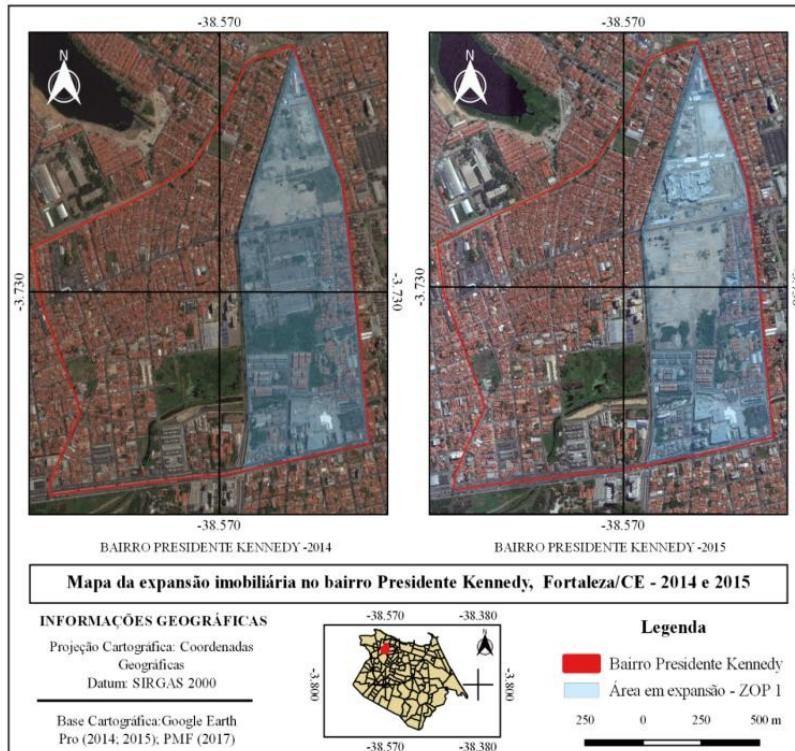 -38.570
-38.570
N
N
-3.730
-3.730
-3.730
-38.570
-38.570
BAIRRO PRESIDENTE KENNEDY -2014
BAIRRO PRESIDENTE KENNEDY -2015
Mapa da expansão imobiliária no bairro Presidente Kennedy, Fortaleza/CE - 2014 e 2015
INFORMAÇÕES GEOGRÁFICAS
Projeção Cartográfica: Coordenadas
Geográficas
Datum: SIRGAS 2000
Base Cartográfica:Google Earth
Pro (2014; 2015); PMF (2017)
-38.570
-38.380
N
-3.800
-3.800
-38.570
-38.380
Legenda
Bairro Presidente Kennedy
Área em expansão - ZOP 1
250
0
250
500 m